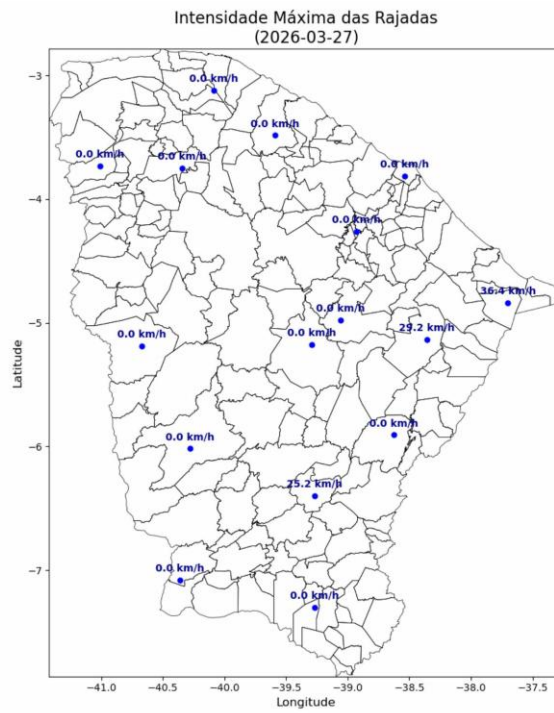 Intensidade Máxima das Rajadas
(2026-03-27)
−3
0.0 km/h
0.0 km/h
0.0 km/h
0.0 km/h
0.0 km/h
−4
0.0 km/h
36.4 km/h
0.0 km/h
29.2 km/h
−5
0.0 km/h
0.0 km/h
Latitude
0.0 km/h
0.0 km/h
−6
25.2 km/h
−7
0.0 km/h
0.0 km/h
−41.0 −40.5 −40.0 −39.5 −39.0 −38.5 −38.0 −37.5
Longitude